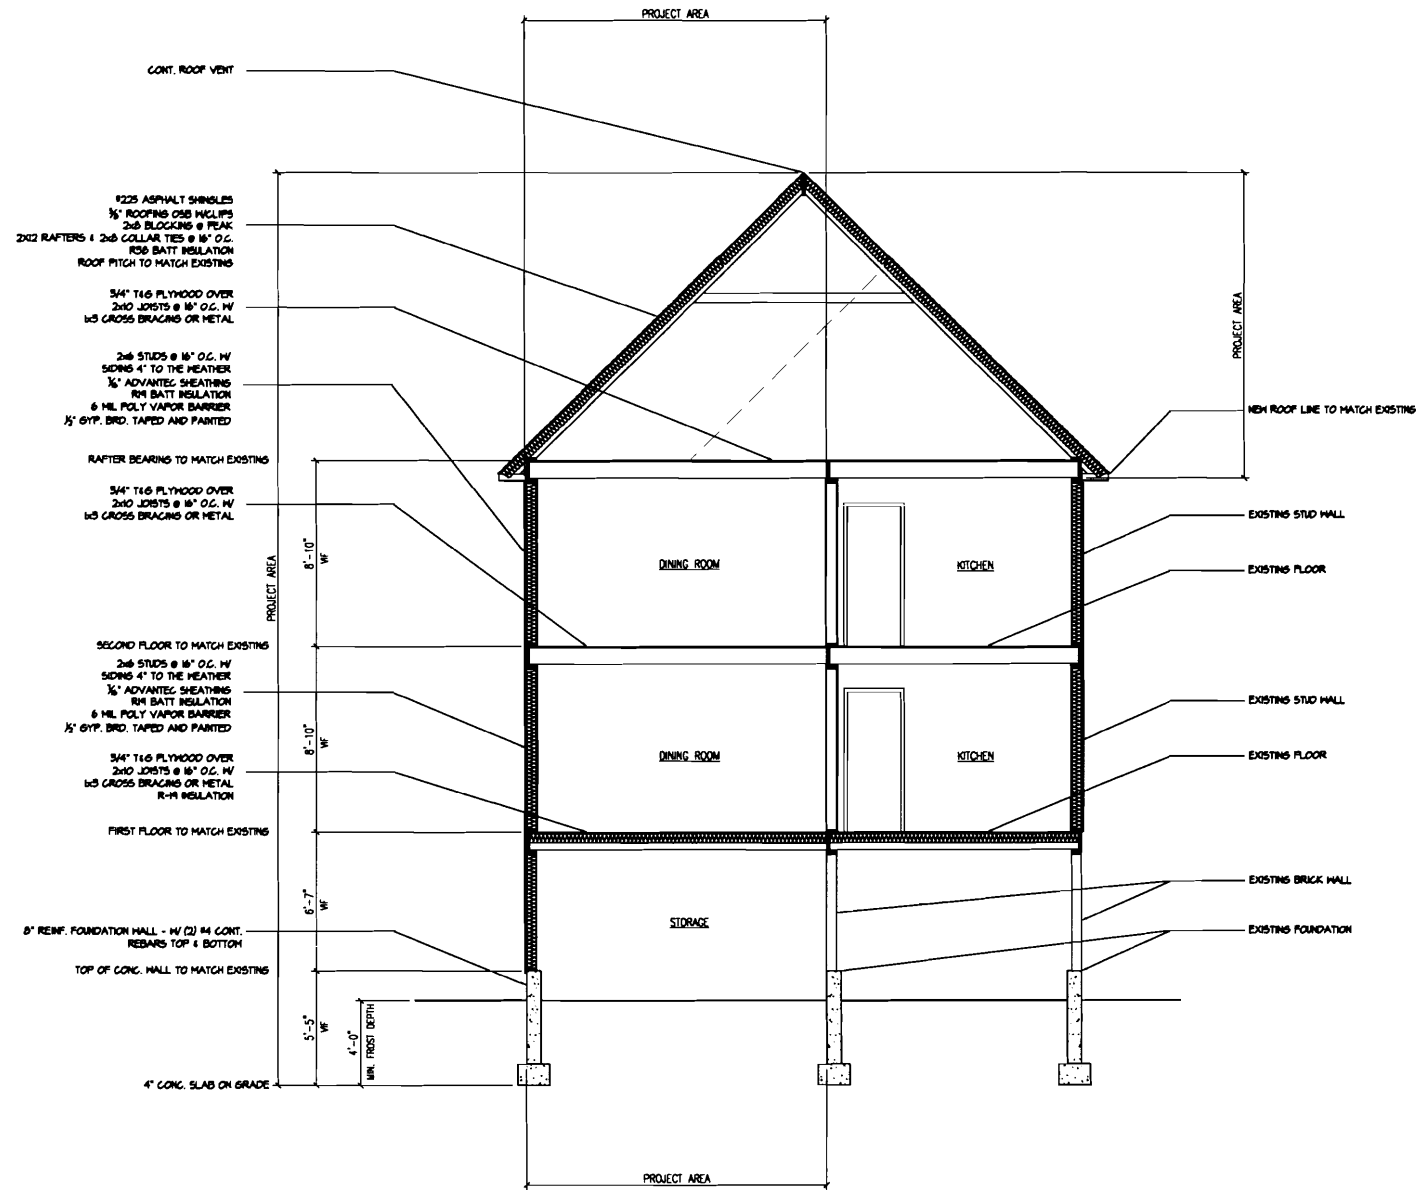 PROJECT AREA
CONT. ROOF VENT
#225 ASPHALT SHINGLES
5/8" ROOFING OSB W/CLIPS
2x8 BLOCKING @ PEAK
2X12 RAFTERS & 2x8 COLLAR TIES @ 16" O.C.
R38 BATT INSULATION
ROOF PITCH TO MATCH EXISTING
3/4" T&G PLYWOOD OVER
2x10 JOISTS @ 16" O.C. W/
1x3 CROSS BRACING OR METAL
2x6 STUDS @ 16" O.C. W/
SIDING 4" TO THE WEATHER
ADVANTEC SHEATHING
R19 BATT INSULATION
6 MIL POLY VAPOR BARRIER
1/2" GYP. BRD. TAPED AND PAINTED
RAFTER BEARING TO MATCH EXISTING
3/4" T&G PLYWOOD OVER
2x10 JOISTS @ 16" O.C. W/
1x3 CROSS BRACING OR METAL
SECOND FLOOR TO MATCH EXISTING
2x6 STUDS @ 16" O.C. W/
SIDING 4" TO THE WEATHER
ADVANTEC SHEATHING
R19 BATT INSULATION
6 MIL POLY VAPOR BARRIER
1/2" GYP. BRD. TAPED AND PAINTED
3/4" T&G PLYWOOD OVER
2x10 JOISTS @ 16" O.C. W/
1x3 CROSS BRACING OR METAL
R-19 INSULATION
FIRST FLOOR TO MATCH EXISTING
8" REINF. FOUNDATION WALL - W/ (2) #4 CONT.
REBARS TOP & BOTTOM
TOP OF CONC. WALL TO MATCH EXISTING
4" CONC. SLAB ON GRADE
PROJECT AREA
8'-10"
VIF
8'-10"
VIF
6'-7"
VIF
5'-5"
VIF
4'-0"
MIN. FROST DEPTH
DINING ROOM
KITCHEN
DINING ROOM
KITCHEN
STORAGE
PROJECT AREA
NEW ROOF LINE TO MATCH EXISTING
EXISTING STUD WALL
EXISTING FLOOR
EXISTING STUD WALL
EXISTING FLOOR
EXISTING BRICK WALL
EXISTING FOUNDATION
PROJECT AREA